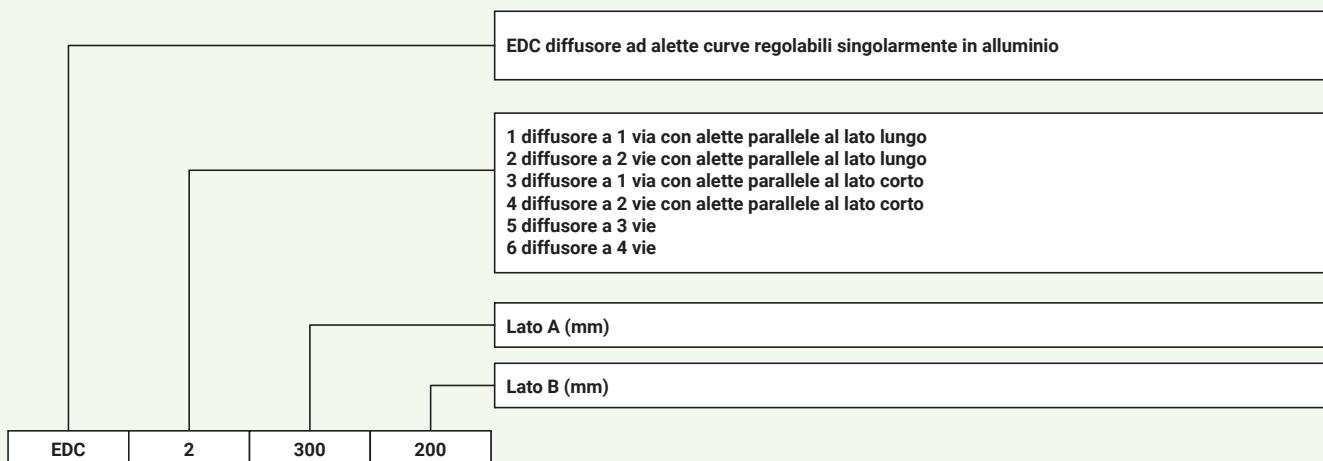 EDC diffusore ad alette curve regolabili singolarmente in alluminio
1 diffusore a 1 via con alette parallele al lato lungo
2 diffusore a 2 vie con alette parallele al lato lungo
3 diffusore a 1 via con alette parallele al lato corto
4 diffusore a 2 vie con alette parallele al lato corto
5 diffusore a 3 vie
6 diffusore a 4 vie
Lato A (mm)
Lato B (mm)
EDC 2 300 200